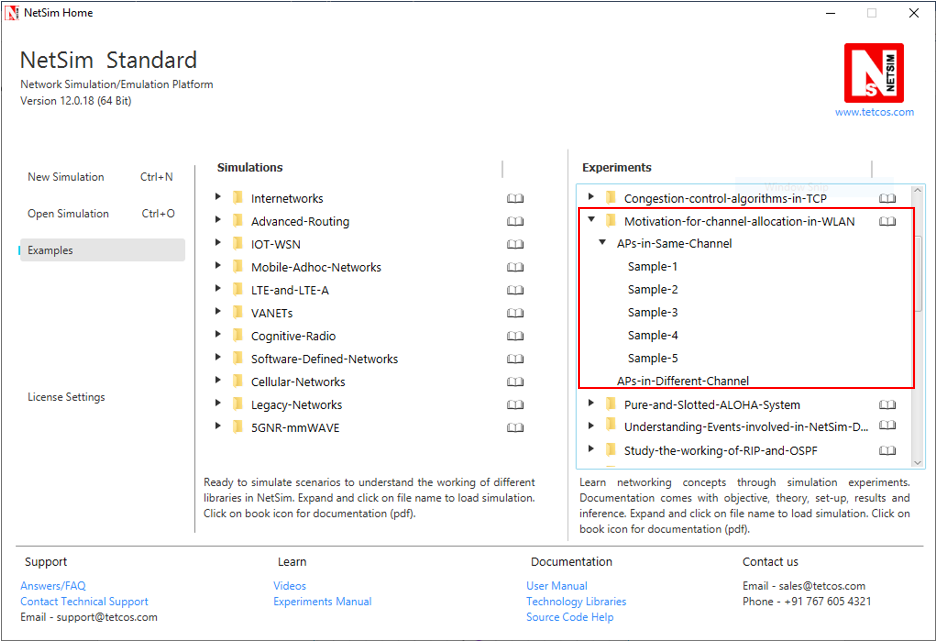 NetSim Home
NetSim Standard
Network Simulation/Emulation Platform
Version 12.0.18 (64 Bit)
NS
NETSIM
www.tetcos.com
New Simulation Ctrl+N
Open Simulation Ctrl+O
Examples
License Settings
Simulations
Internetworks
Advanced-Routing
IOT-WSN
Mobile-Adhoc-Networks
LTE-and-LTE-A
VANETs
Cognitive-Radio
Software-Defined-Networks
Cellular-Networks
Legacy-Networks
5GNR-mmWAVE
Ready to simulate scenarios to understand the working of different
libraries in NetSim. Expand and click on file name to load simulation.
Click on book icon for documentation (pdf).
Experiments
Congestion-control-algorithms-in-TCP
Motivation-for-channel-allocation-in-WLAN
APs-in-Same-Channel
Sample-1
Sample-2
Sample-3
Sample-4
Sample-5
APs-in-Different-Channel
Pure-and-Slotted-ALOHA-System
Understanding-Events-involved-in-NetSim-D...
Study-the-working-of-RIP-and-OSPF
Learn networking concepts through simulation experiments.
Documentation comes with objective, theory, set-up, results and
inference. Expand and click on file name to load simulation. Click on
book icon for documentation (pdf).
Support
Answers/FAQ
Contact Technical Support
Email - support@tetcos.com
Learn
Videos
Experiments Manual
Documentation
User Manual
Technology Libraries
Source Code Help
Contact us
Email - sales@tetcos.com
Phone - +91 767 605 4321